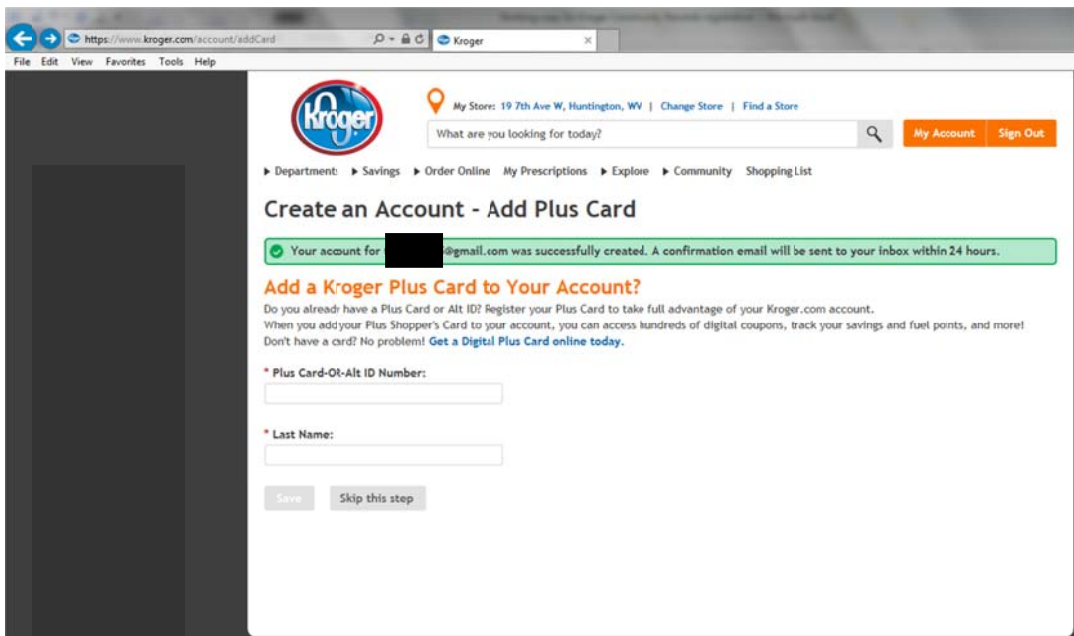 https://www.kroger.com/account/addCard
Kroger
File Edit View Favorites Tools Help
Kroger
My Store: 19 7th Ave W, Huntington, WV | Change Store | Find a Store
What are you looking for today?
My Account Sign Out
Departments Savings Order Online My Prescriptions Explore Community Shopping List
Create an Account - Add Plus Card
Your account for @gmail.com was successfully created. A confirmation email will be sent to your inbox within 24 hours.
Add a Kroger Plus Card to Your Account?
Do you already have a Plus Card or Alt ID? Register your Plus Card to take full advantage of your Kroger.com account.
When you add your Plus Shopper's Card to your account, you can access hundreds of digital coupons, track your savings and fuel points, and more!
Don't have a card? No problem! Get a Digital Plus Card online today.
* Plus Card-OR-Alt ID Number:
* Last Name:
Save Skip this step